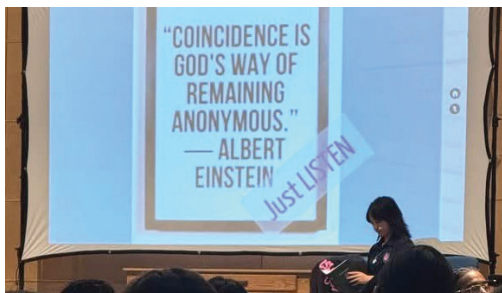 “COINCIDENCE IS
GOD'S WAY OF
REMAINING
ANONYMOUS.”
— ALBERT
EINSTEIN
Just LISTEN